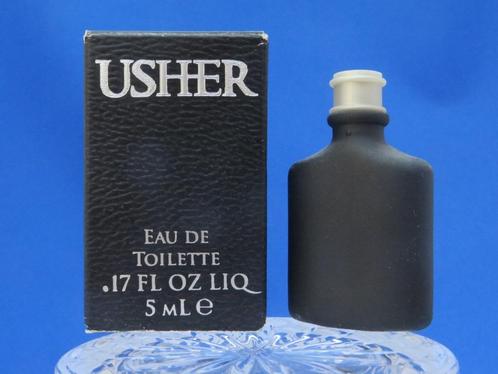 USHER
EAU DE
TOILETTE
.17 FL OZ LIQ
5 ML ℮